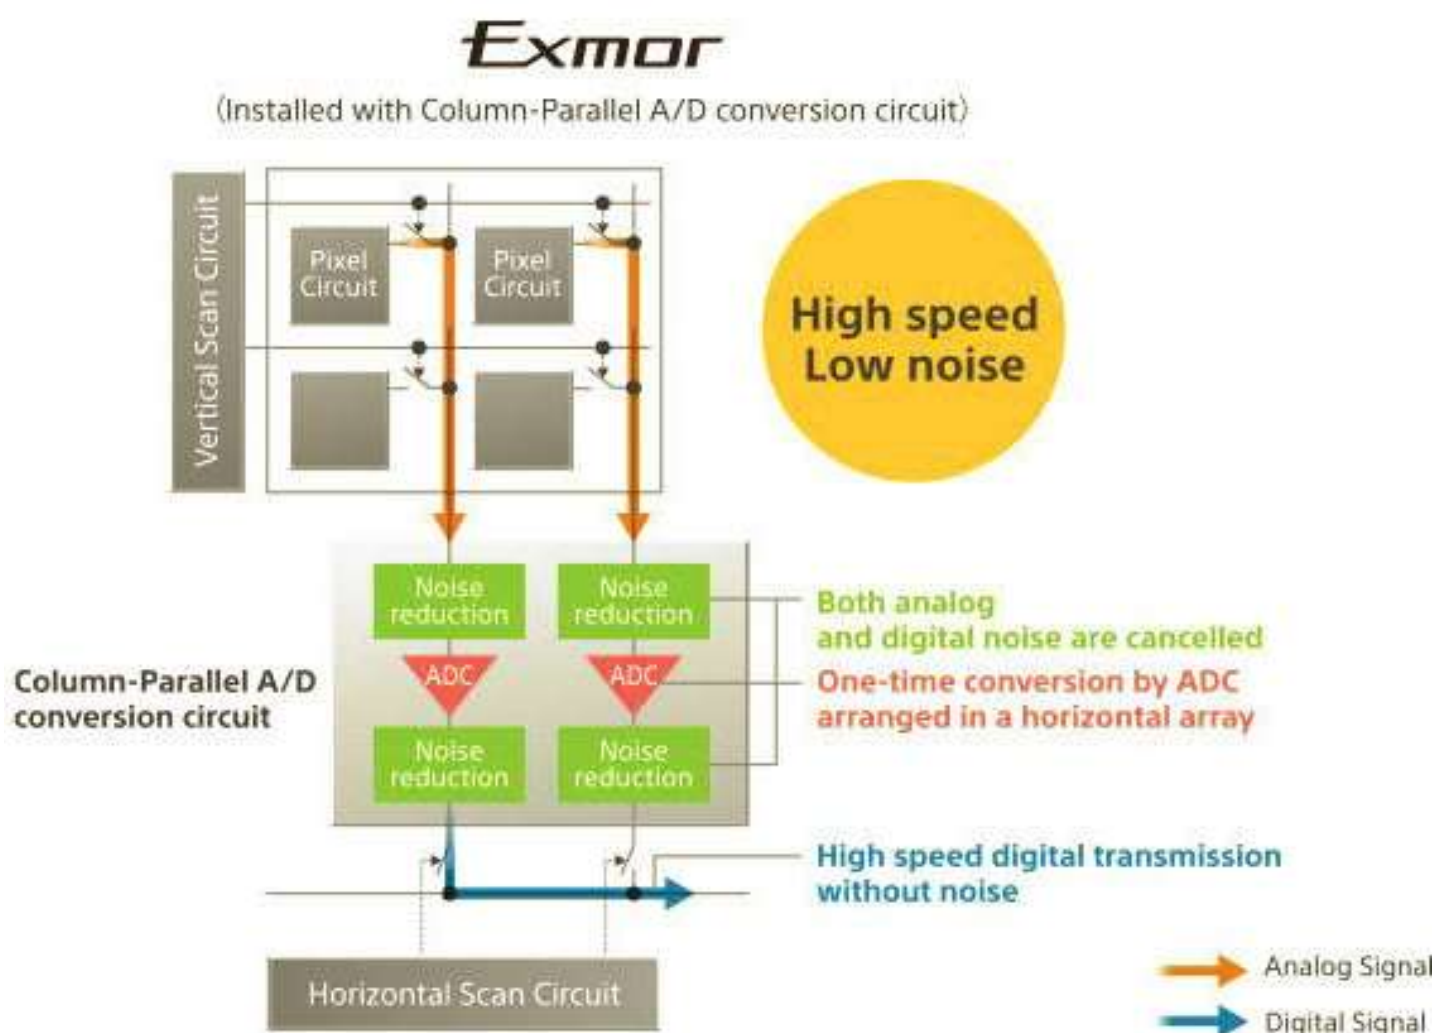 Exmor
(Installed with Column-Parallel A/D conversion circuit)
Vertical Scan Circuit
Pixel
Circuit
Pixel
Circuit
High speed
Low noise
Noise
reduction
Noise
reduction
Both analog
and digital noise are cancelled
Column-Parallel A/D
conversion circuit
ADC
ADC
One-time conversion by ADC
arranged in a horizontal array
Noise
reduction
Noise
reduction
High speed digital transmission
without noise
Horizontal Scan Circuit
Analog Signal
Digital Signal